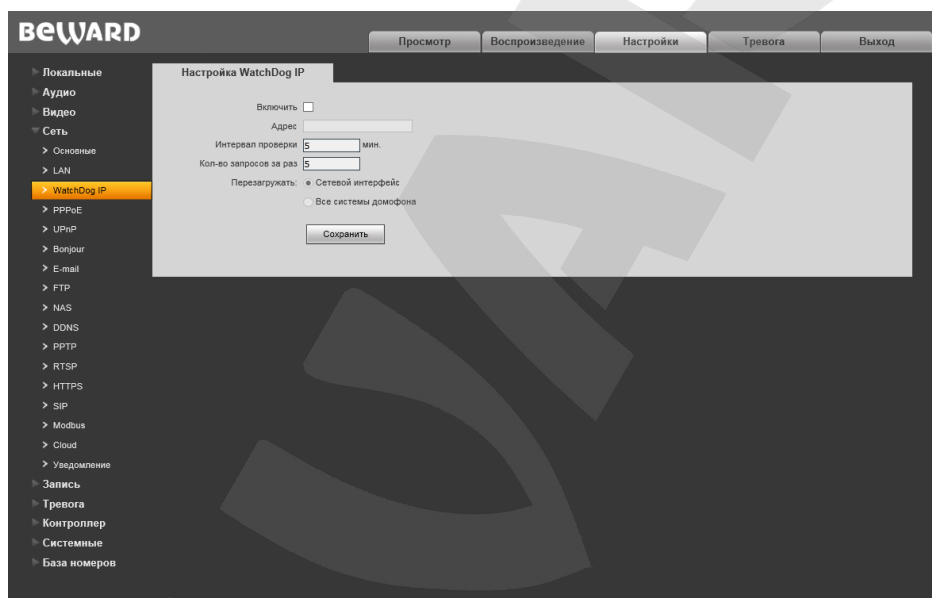 BEWARD
Просмотр
Воспроизведение
Настройки
Тревога
Выход
Локальные
Аудио
Видео
Сеть
Основные
LAN
WatchDog IP
PPPoE
UPnP
Bonjour
E-mail
FTP
NAS
DDNS
PPTP
RTSP
HTTPS
SIP
Modbus
Cloud
Уведомление
Запись
Тревога
Контроллер
Системные
База номеров
Настройка WatchDog IP
Включить
Адрес
Интервал проверки 5 мин.
Кол-во запросов за раз 5
Перезагружать: Сетевой интерфейс
Все системы домофона
Сохранить